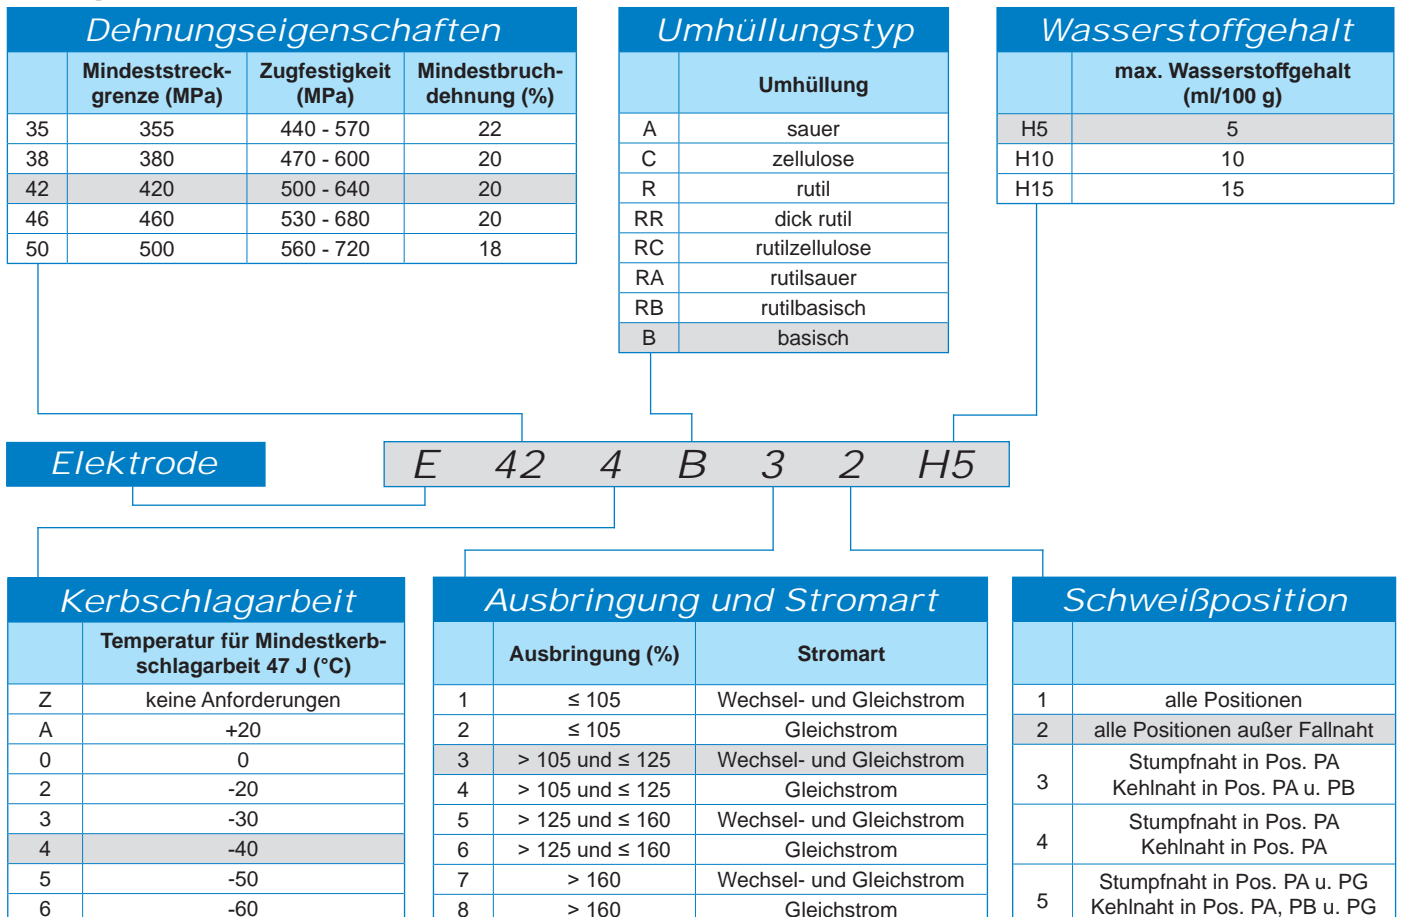 Dehnungseigenschaften
Mindeststreck-
grenze (MPa)
Zugfestigkeit
(MPa)
Mindestbruch-
dehnung (%)
35 355 440 - 570 22
38 380 470 - 600 20
42 420 500 - 640 20
46 460 530 - 680 20
50 500 560 - 720 18
Umhüllungstyp
Umhüllung
A sauer
C zellulose
R rutil
RR dick rutil
RC rutilzellulose
RA rutilsauer
RB rutilbasisch
B basisch
Wasserstoffgehalt
max. Wasserstoffgehalt
(ml/100 g)
H5 5
H10 10
H15 15
Elektrode
E 42 4 B 3 2 H5
Kerbschlagarbeit
Temperatur für Mindestkerb-
schlagarbeit 47 J (°C)
Z keine Anforderungen
A +20
0 0
2 -20
3 -30
4 -40
5 -50
6 -60
Ausbringung und Stromart
Ausbringung (%) Stromart
1 ≤ 105 Wechsel- und Gleichstrom
2 ≤ 105 Gleichstrom
3 > 105 und ≤ 125 Wechsel- und Gleichstrom
4 > 105 und ≤ 125 Gleichstrom
5 > 125 und ≤ 160 Wechsel- und Gleichstrom
6 > 125 und ≤ 160 Gleichstrom
7 > 160 Wechsel- und Gleichstrom
8 > 160 Gleichstrom
Schweißposition
1 alle Positionen
2 alle Positionen außer Fallnaht
3 Stumpfnaht in Pos. PA
Kehlnaht in Pos. PA u. PB
4 Stumpfnaht in Pos. PA
Kehlnaht in Pos. PA
5 Stumpfnaht in Pos. PA u. PG
Kehlnaht in Pos. PA, PB u. PG